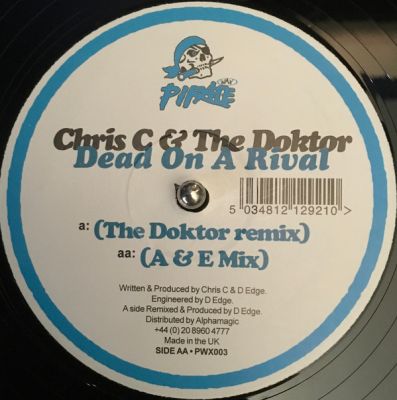 PIRATE
Chris C & The Doktor
Dead On A Rival
5 034812 129210 >
a: (The Doktor remix)
aa: (A & E Mix)
Written & Produced by Chris C & D Edge.
Engineered by D Edge.
A side Remixed & Produced by D Edge.
Distributed by Alphamagic
+44 (0) 20 8960 4777
Made in the UK
SIDE AA • PWX003